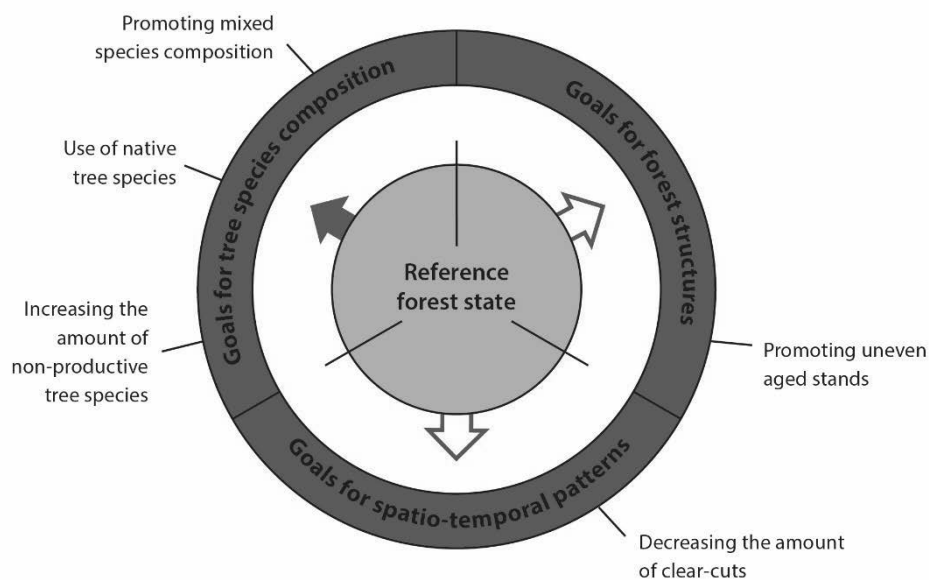 Promoting mixed
species composition
Goals for tree species composition
Goals for forest structures
Use of native
tree species
Reference
forest state
Increasing the
amount of
non-productive
tree species
Promoting uneven
aged stands
Goals for spatio-temporal patterns
Decreasing the amount
of clear-cuts